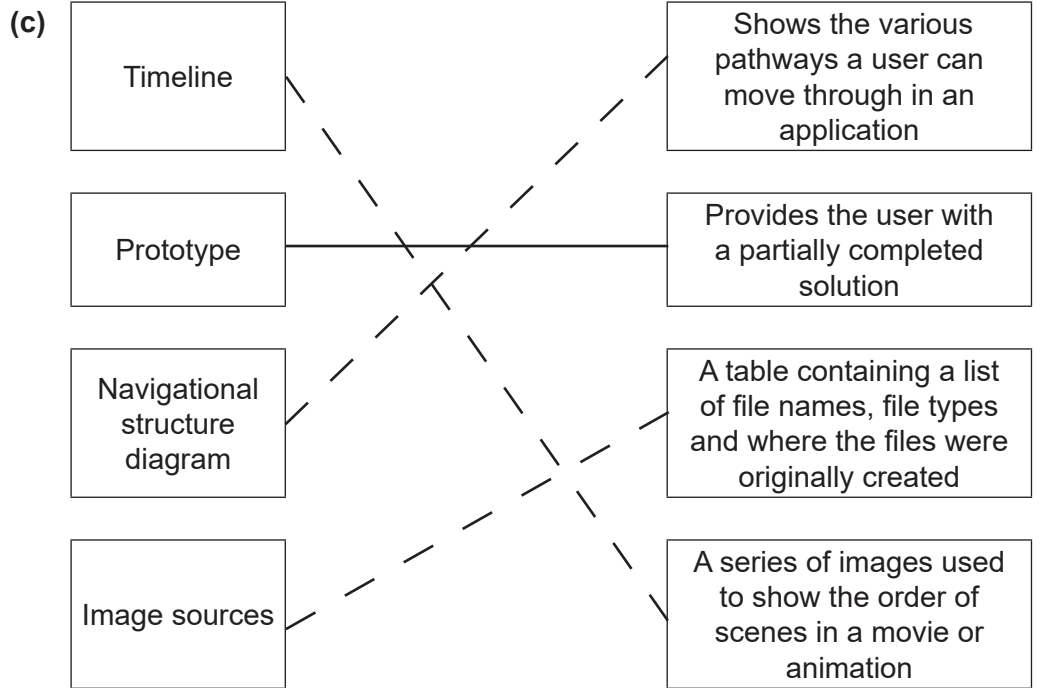 (c)
Timeline
Shows the various
pathways a user can
move through in an
application
Prototype
Provides the user with
a partially completed
solution
Navigational
structure
diagram
A table containing a list
of file names, file types
and where the files were
originally created
Image sources
A series of images used
to show the order of
scenes in a movie or
animation